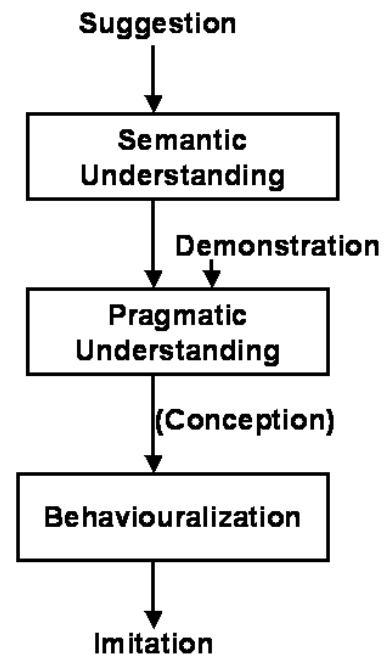 Suggestion
Semantic
Understanding
Demonstration
Pragmatic
Understanding
(Conception)
Behaviouralization
Imitation